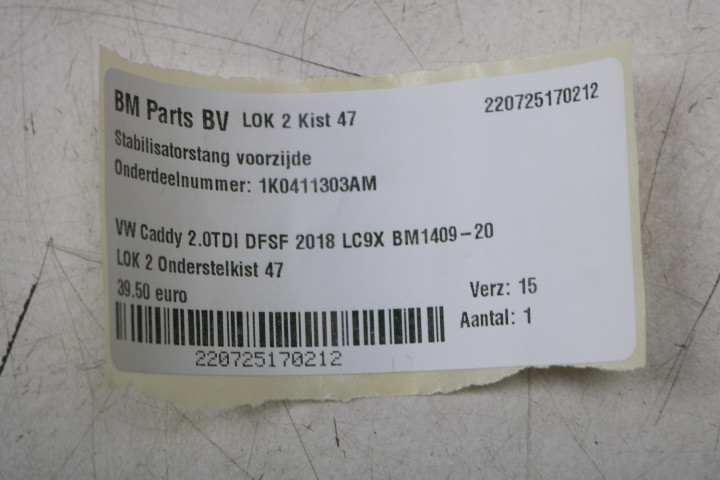 BM Parts BV LOK 2 Kist 47 220725170212
Stabilisatorstang voorzijde
Onderdeelnummer: 1K0411303AM
VW Caddy 2.0TDI DFSF 2018 LC9X BM1409-20
LOK 2 Onderstelkist 47
39.50 euro Verz: 15
Aantal: 1
220725170212